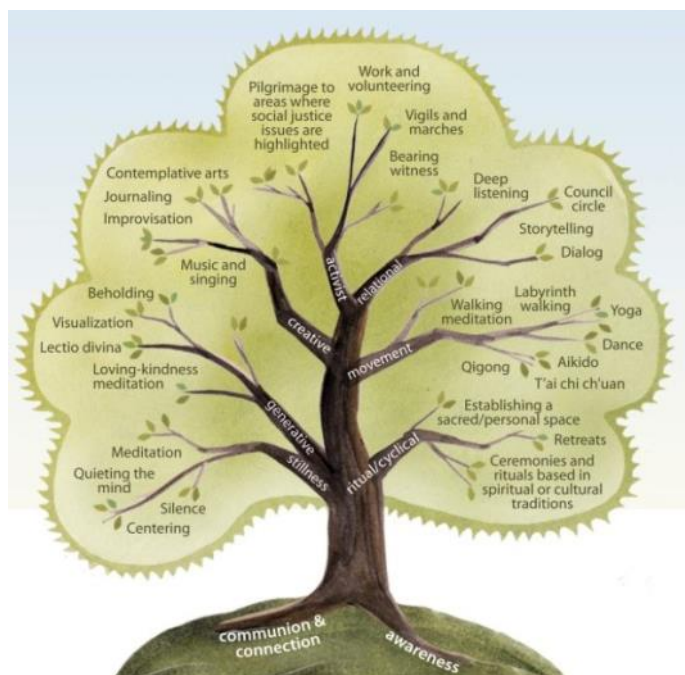 Work and
volunteering
Pilgrimage to
areas where
social justice
issues are
highlighted
Vigils and
marches
Bearing
witness
Deep
listening
Council
circle
Storytelling
Dialog
Contemplative arts
Journaling
Improvisation
Music and
singing
activist
relational
creative
Beholding
Visualization
Lectio divina
Loving-kindness
meditation
generative
Walking
meditation
Labyrinth
walking
Yoga
Dance
Aikido
Qigong
T'ai chi ch'uan
movement
Establishing a
sacred/personal space
Retreats
Ceremonies and
rituals based in
spiritual or cultural
traditions
ritual/cyclical
Meditation
Quieting the
mind
Silence
Centering
stillness
communion &
connection
awareness